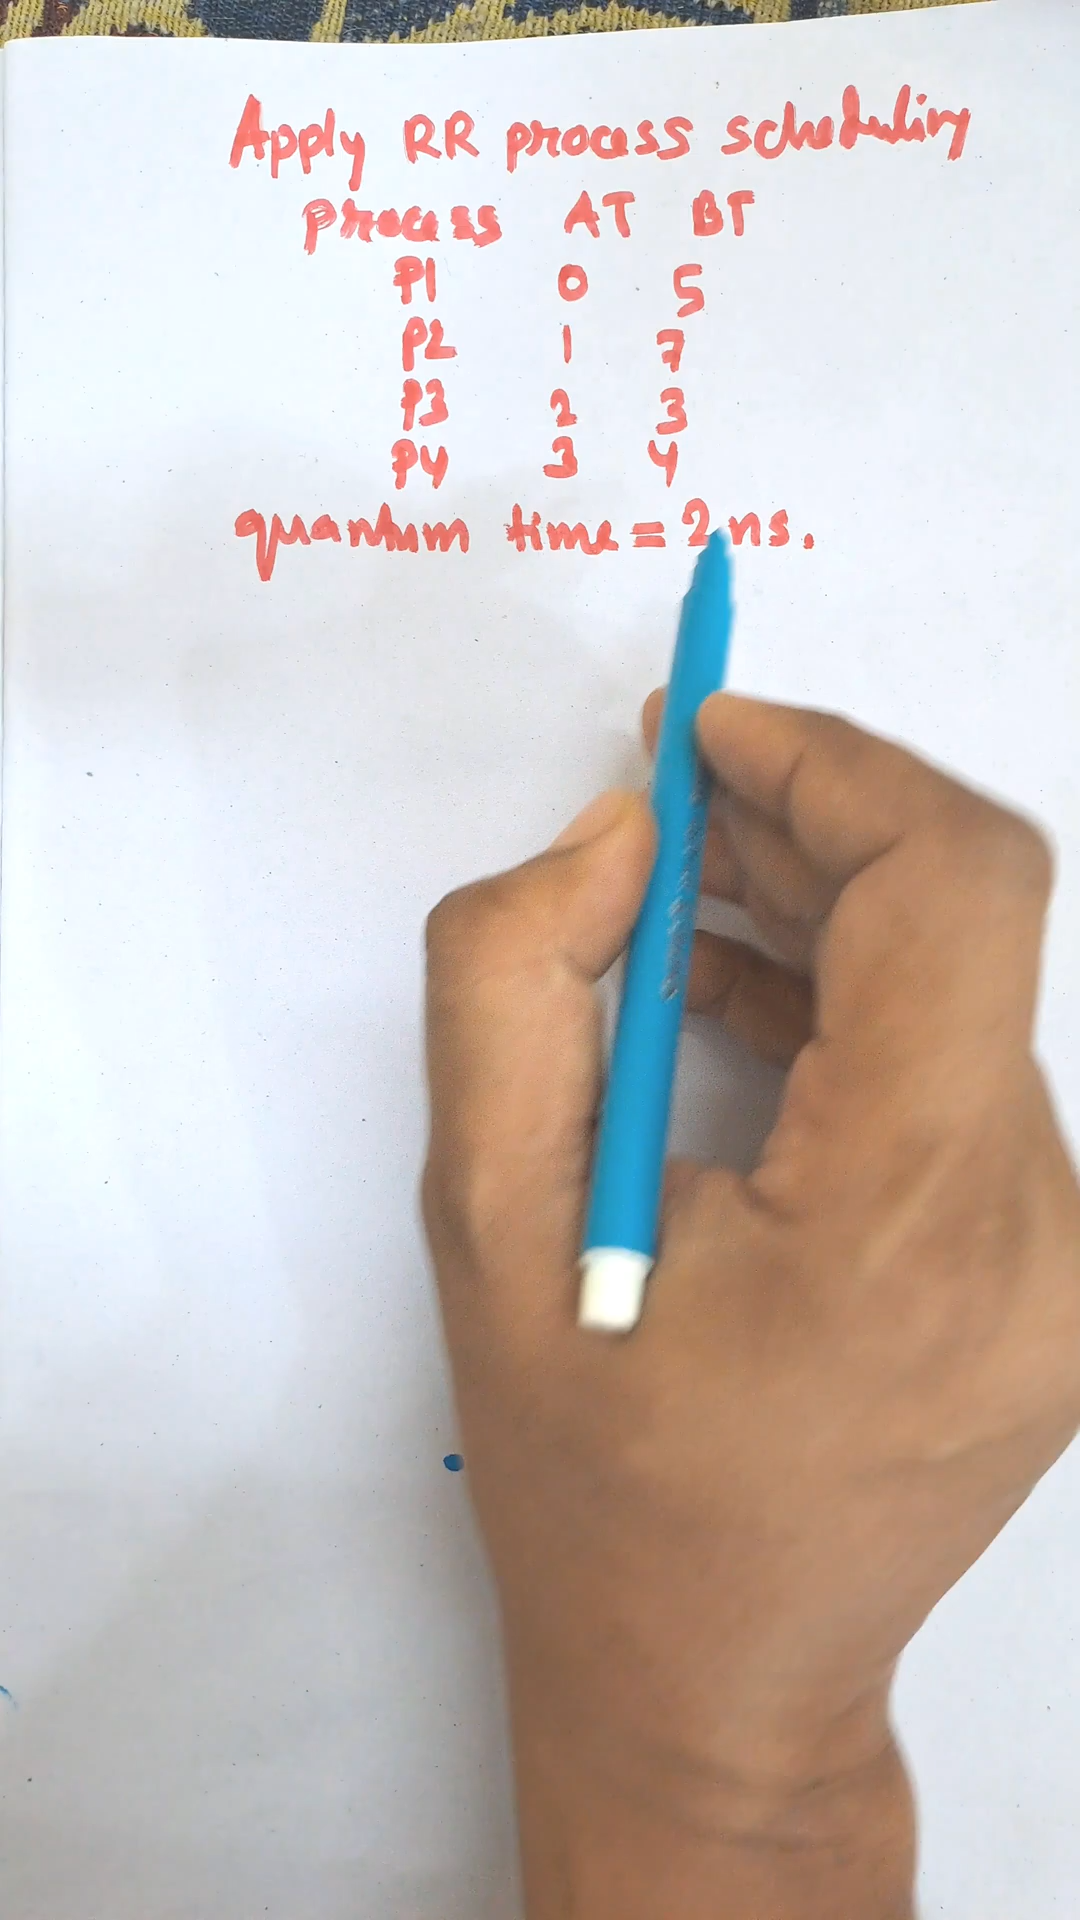 Apply RR process scheduling
process AT BT
P1 0 5
P2 1 7
P3 2 3
P4 3 4
quantum time = 2 ns.